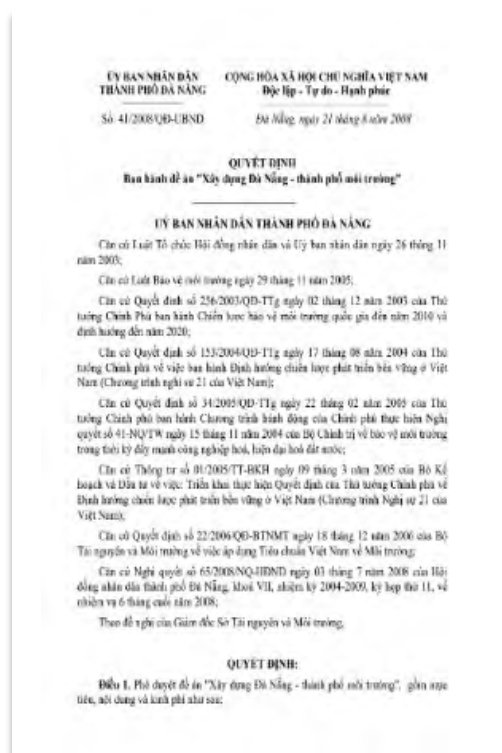 ỦY BAN NHÂN DÂN
THÀNH PHỐ ĐÀ NẴNG
CỘNG HÒA XÃ HỘI CHỦ NGHĨA VIỆT NAM
Độc lập - Tự do - Hạnh phúc
Số: 41/2008/QĐ-UBND
Đà Nẵng, ngày 21 tháng 8 năm 2008
QUYẾT ĐỊNH
Ban hành đề án "Xây dựng Đà Nẵng - thành phố môi trường"
UỶ BAN NHÂN DÂN THÀNH PHỐ ĐÀ NẴNG
Căn cứ Luật Tổ chức Hội đồng nhân dân và Uỷ ban nhân dân ngày 26 tháng 11
năm 2003;
Căn cứ Luật Bảo vệ môi trường ngày 29 tháng 11 năm 2005;
Căn cứ Quyết định số 256/2003/QĐ-TTg ngày 02 tháng 12 năm 2003 của Thủ
tướng Chính Phủ ban hành Chiến lược bảo vệ môi trường quốc gia đến năm 2010 và
định hướng đến năm 2020;
Căn cứ Quyết định số 153/2004/QĐ-TTg ngày 17 tháng 08 năm 2004 của Thủ
tướng Chính phủ về việc ban hành Định hướng chiến lược phát triển bền vững ở Việt
Nam (Chương trình nghị sự 21 của Việt Nam);
Căn cứ Quyết định số 34/2005/QĐ-TTg ngày 22 tháng 02 năm 2005 của Thủ
tướng Chính phủ ban hành Chương trình hành động của Chính phủ thực hiện Nghị
quyết số 41-NQ/TW ngày 15 tháng 11 năm 2004 của Bộ Chính trị về bảo vệ môi trường
trong thời kỳ đẩy mạnh công nghiệp hoá, hiện đại hoá đất nước;
Căn cứ Thông tư số 01/2005/TT-BKH ngày 09 tháng 3 năm 2005 của Bộ Kế
hoạch và Đầu tư về việc: Triển khai thực hiện Quyết định của Thủ tướng Chính phủ về
Định hướng chiến lược phát triển bền vững ở Việt Nam (Chương trình Nghị sự 21 của
Việt Nam);
Căn cứ Quyết định số 22/2006/QĐ-BTNMT ngày 18 tháng 12 năm 2006 của Bộ
Tài nguyên và Môi trường về việc áp dụng Tiêu chuẩn Việt Nam về Môi trường;
Căn cứ Nghị quyết số 65/2008/NQ-HĐND ngày 03 tháng 7 năm 2008 của Hội
đồng nhân dân thành phố Đà Nẵng, khoá VII, nhiệm kỳ 2004-2009, kỳ họp thứ 11, về
nhiệm vụ 6 tháng cuối năm 2008;
Theo đề nghị của Giám đốc Sở Tài nguyên và Môi trường,
QUYẾT ĐỊNH:
Điều 1. Phê duyệt đề án "Xây dựng Đà Nẵng - thành phố môi trường", gồm mục
tiêu, nội dung và kinh phí như sau: